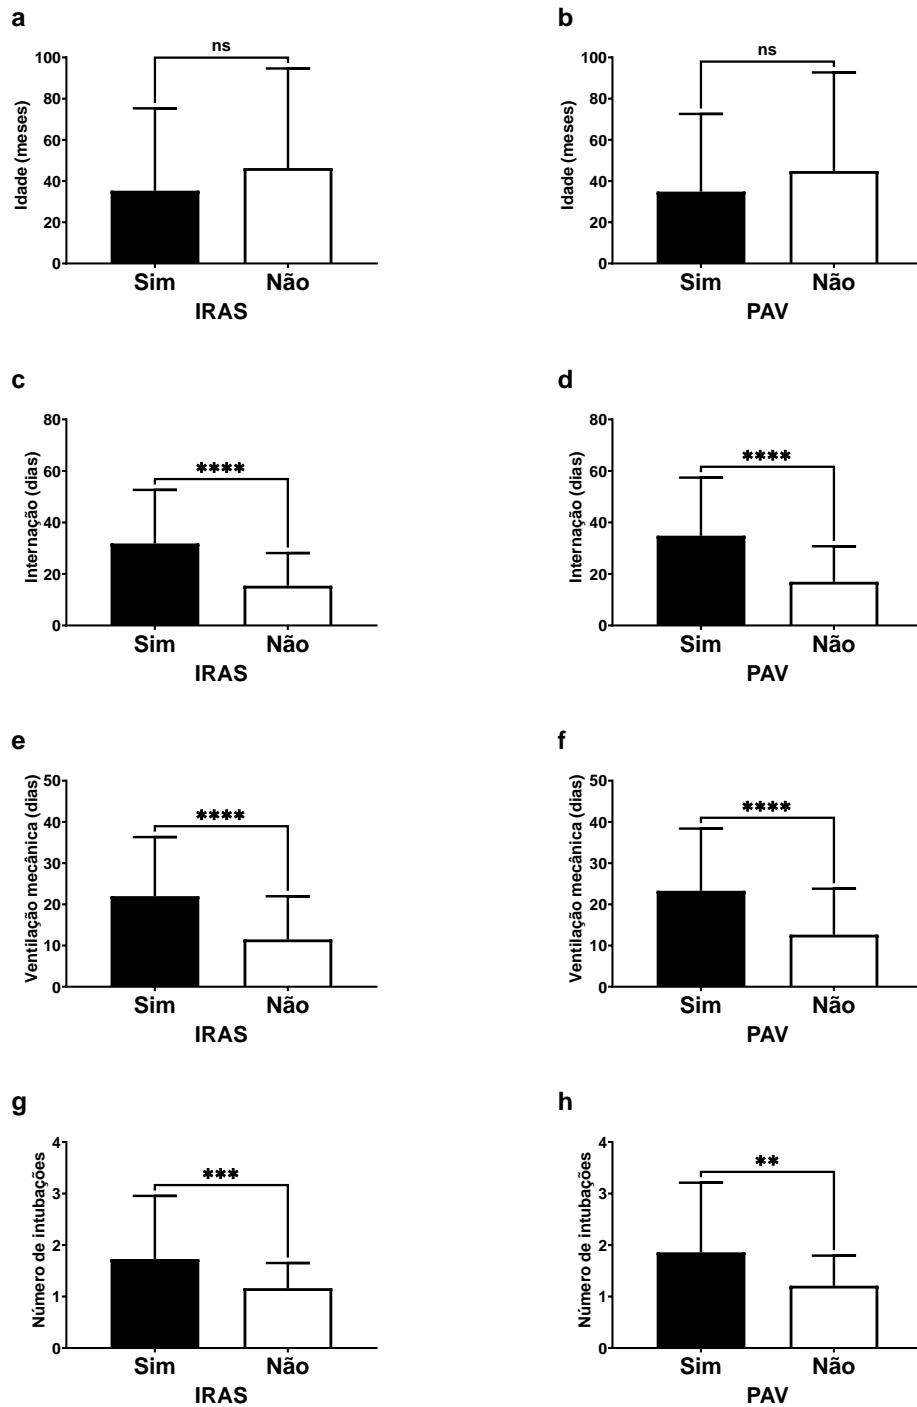 a
ns
Idade (meses)
100
80
60
40
20
0
Sim Não
IRAS
b
ns
Idade (meses)
100
80
60
40
20
0
Sim Não
PAV
c
****
Internação (dias)
80
60
40
20
0
Sim Não
IRAS
d
****
Internação (dias)
80
60
40
20
0
Sim Não
PAV
e
****
Ventilação mecânica (dias)
50
40
30
20
10
0
Sim Não
IRAS
f
****
Ventilação mecânica (dias)
50
40
30
20
10
0
Sim Não
PAV
g
***
Número de intubações
4
3
2
1
0
Sim Não
IRAS
h
**
Número de intubações
4
3
2
1
0
Sim Não
PAV